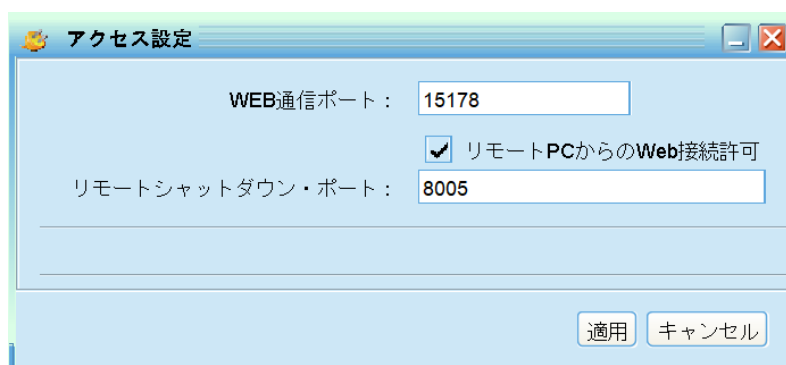 アクセス設定
WEB通信ポート： 15178
リモートPCからのWeb接続許可
リモートシャットダウン・ポート： 8005
適用 キャンセル